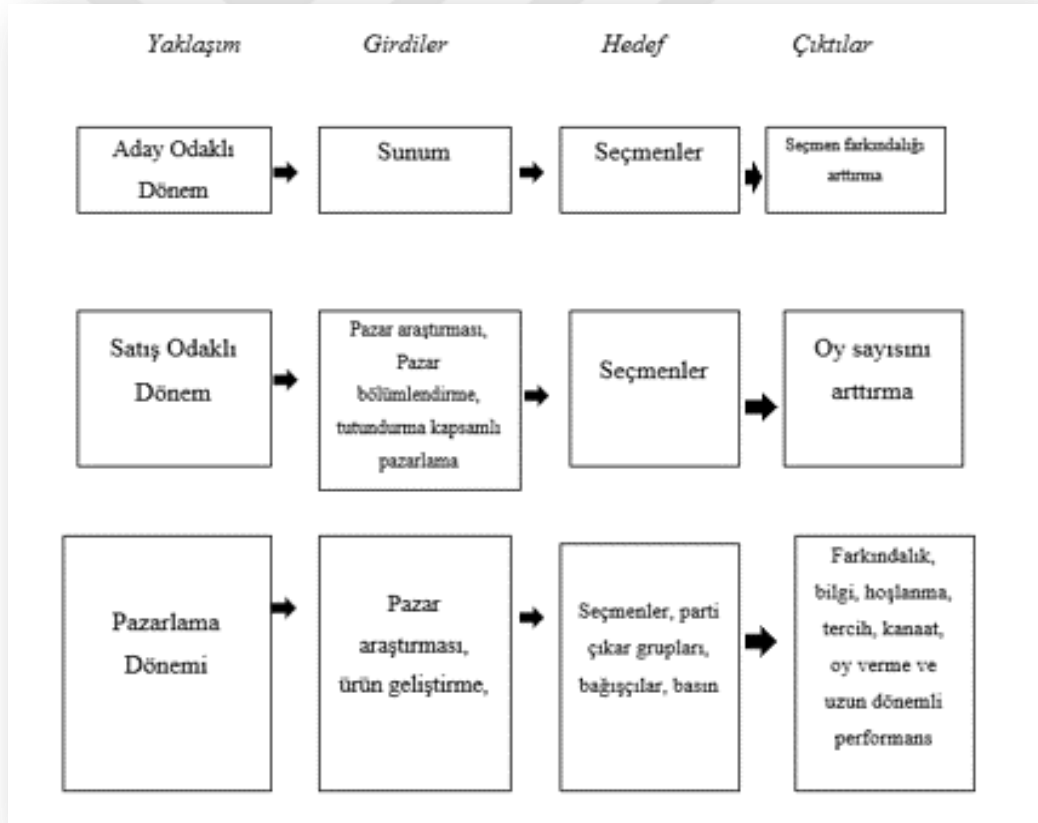 Yaklaşım Girdiler Hedef Çıktılar
Aday Odaklı
Dönem
Sunum
Seçmenler
Seçmen farkındalığı
arttırma
Satış Odaklı
Dönem
Pazar araştırması,
Pazar
bölümlendirme,
tutundurma kapsamlı
pazarlama
Seçmenler
Oy sayısını
arttırma
Pazarlama
Dönemi
Pazar
araştırması,
ürün geliştirme,
Seçmenler, parti
çıkar grupları,
bağışçılar, basın
Farkındalık,
bilgi, hoşlanma,
tercih, kanaat,
oy verme ve
uzun dönemli
performans